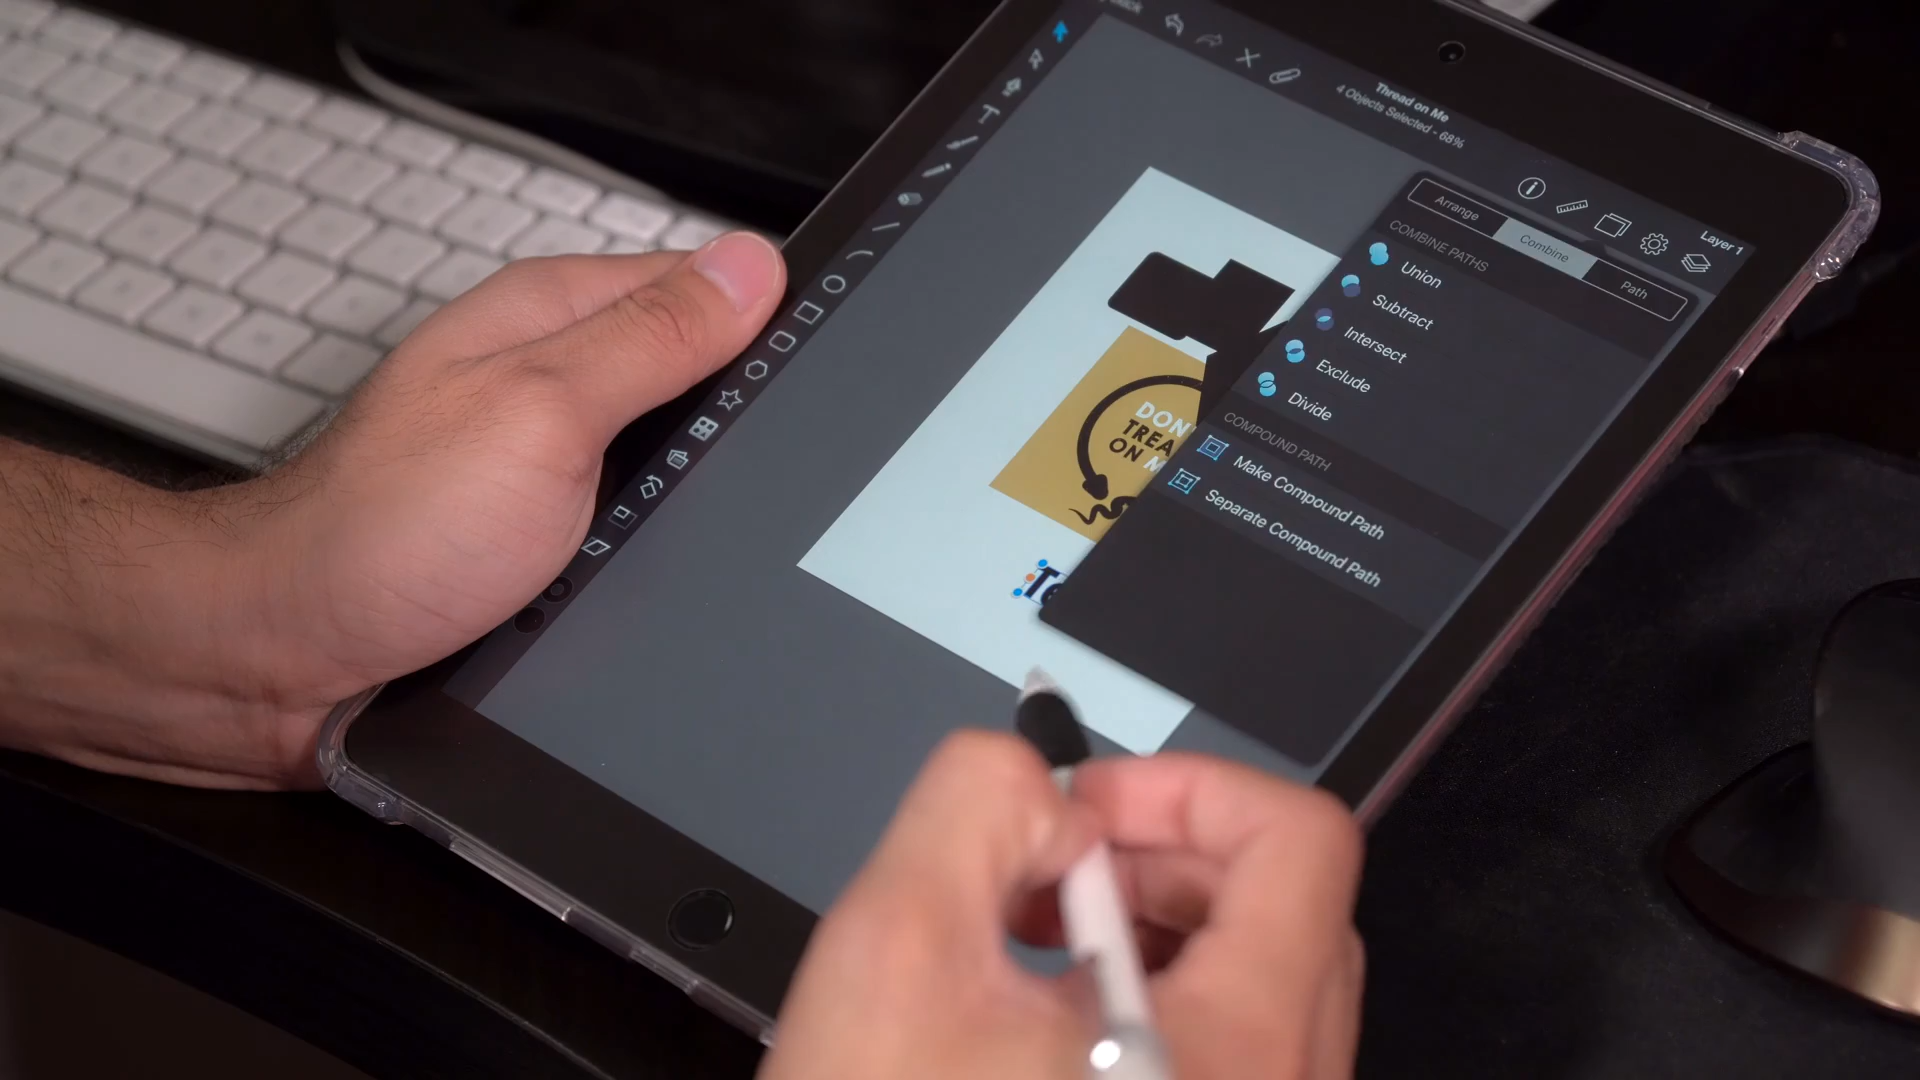 Thread on Me
4 Objects Selected - 68%
Layer 1
Arrange
Combine
Path
COMBINE PATHS
Union
Subtract
Intersect
Exclude
Divide
COMPOUND PATH
Make Compound Path
Separate Compound Path
DON
TREA
ON M
Te